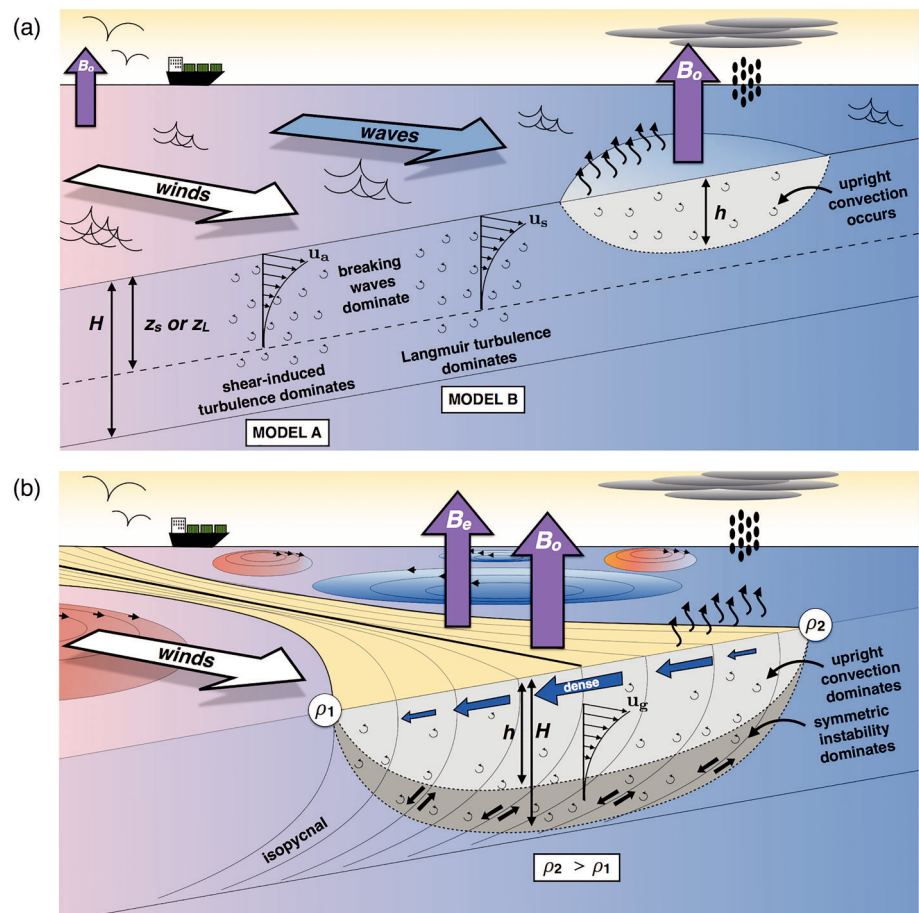 (a)
Bo
Bo
waves
winds
upright
convection
occurs
h
us
ua
breaking
waves
dominate
H
zs or zL
Langmuir turbulence
dominates
shear-induced
turbulence dominates
MODEL B
MODEL A
(b)
Be
Bo
ρ2
winds
upright
convection
dominates
dense
ρ1
ug
h
H
symmetric
instability
dominates
isopycnal
ρ2 > ρ1